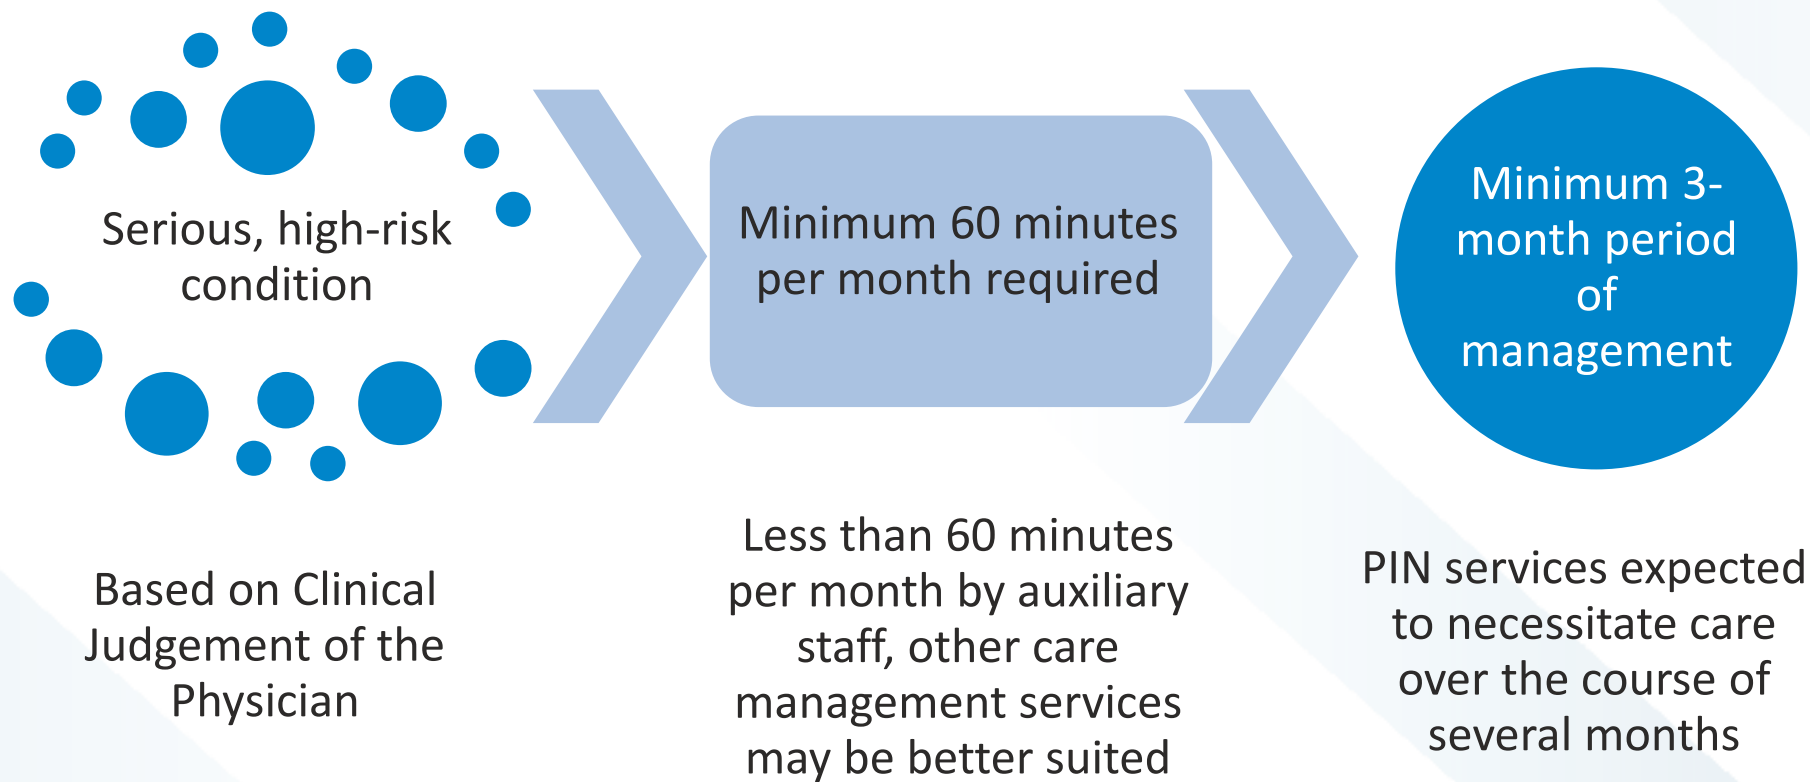 Serious, high-risk
condition
Minimum 60 minutes
per month required
Minimum 3-
month period
of
management
Based on Clinical
Judgement of the
Physician
Less than 60 minutes
per month by auxiliary
staff, other care
management services
may be better suited
PIN services expected
to necessitate care
over the course of
several months